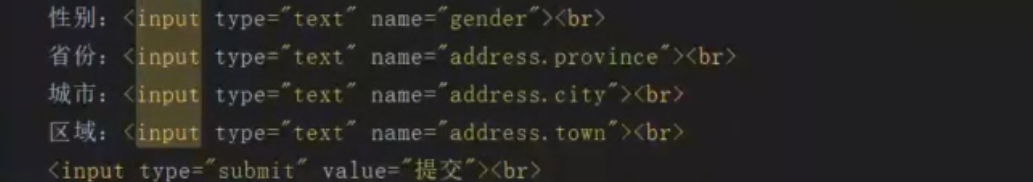 性别：<input type="text" name="gender"><br>
省份：<input type="text" name="address.province"><br>
城市：<input type="text" name="address.city"><br>
区域：<input type="text" name="address.town"><br>
<input type="submit" value="提交"><br>